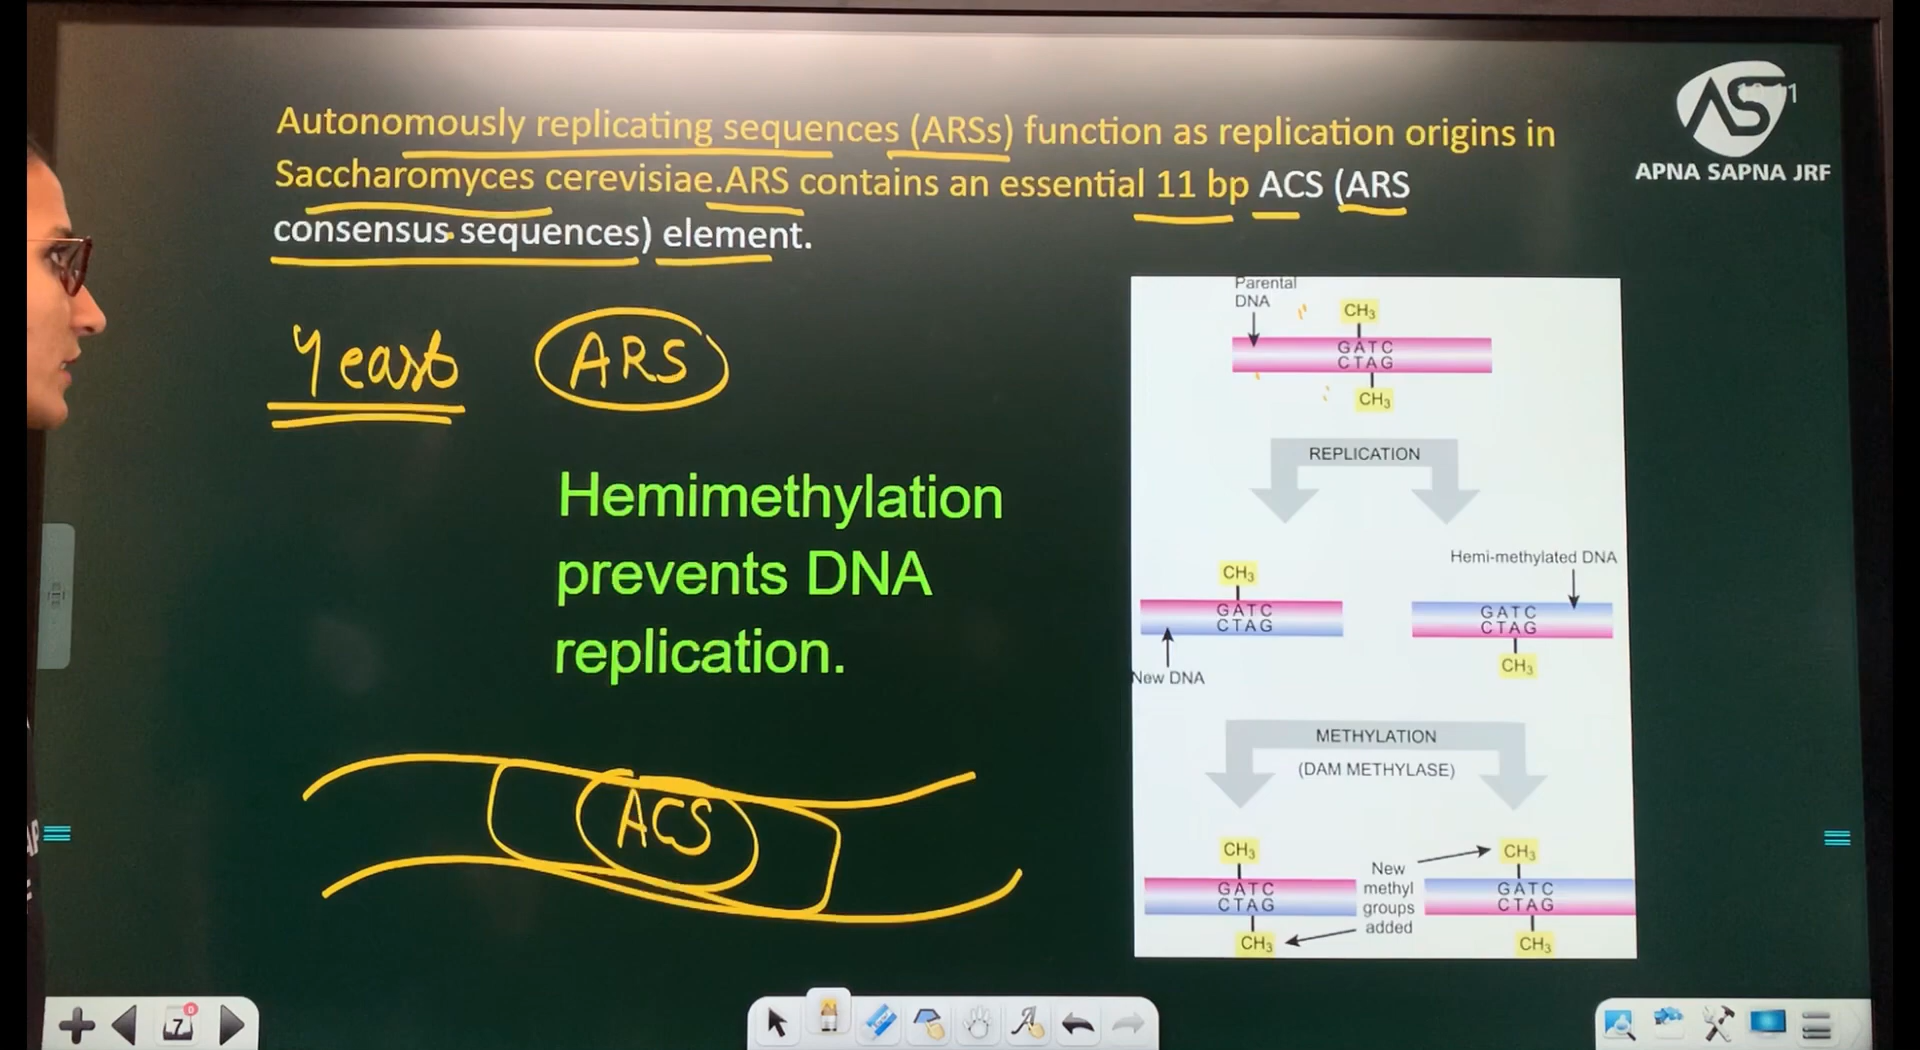 Autonomously replicating sequences (ARSs) function as replication origins in
Saccharomyces cerevisiae.ARS contains an essential 11 bp ACS (ARS
consensus sequences) element.
AS
APNA SAPNA JRF
Yeast
ARS
Hemimethylation
prevents DNA
replication.
ACS
Parental
DNA
CH3
GATC
CTAG
CH3
REPLICATION
Hemi-methylated DNA
CH3
GATC
CTAG
New DNA
GATC
CTAG
CH3
METHYLATION
(DAM METHYLASE)
CH3
GATC
CTAG
CH3
New
methyl
groups
added
CH3
GATC
CTAG
CH3
7